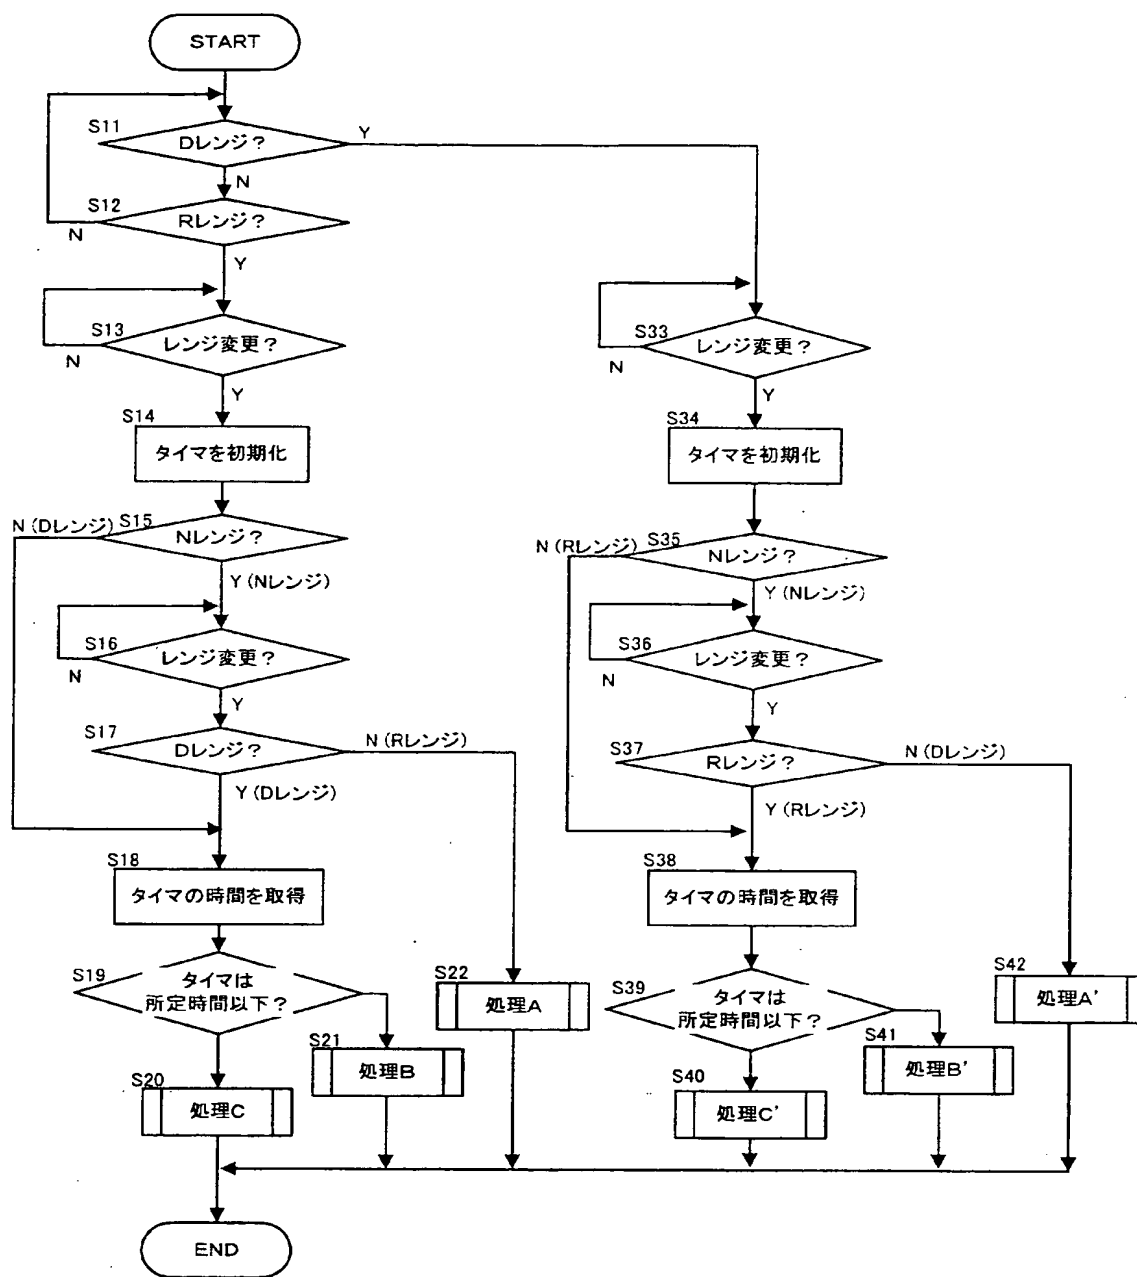 START
S11
Dレンジ?
Y
N
S12
Rレンジ?
N
Y
S13
レンジ変更?
N
Y
S14
タイマを初期化
S15
N(Dレンジ)
Nレンジ?
Y(Nレンジ)
S16
レンジ変更?
N
Y
S17
Dレンジ?
N(Rレンジ)
Y(Dレンジ)
S18
タイマの時間を取得
S19
タイマは
所定時間以下?
S22
処理A
S21
処理B
S20
処理C
S33
レンジ変更?
N
Y
S34
タイマを初期化
S35
N(Rレンジ)
Nレンジ?
Y(Nレンジ)
S36
レンジ変更?
N
Y
S37
Rレンジ?
N(Dレンジ)
Y(Rレンジ)
S38
タイマの時間を取得
S39
タイマは
所定時間以下?
S42
処理A'
S41
処理B'
S40
処理C'
END